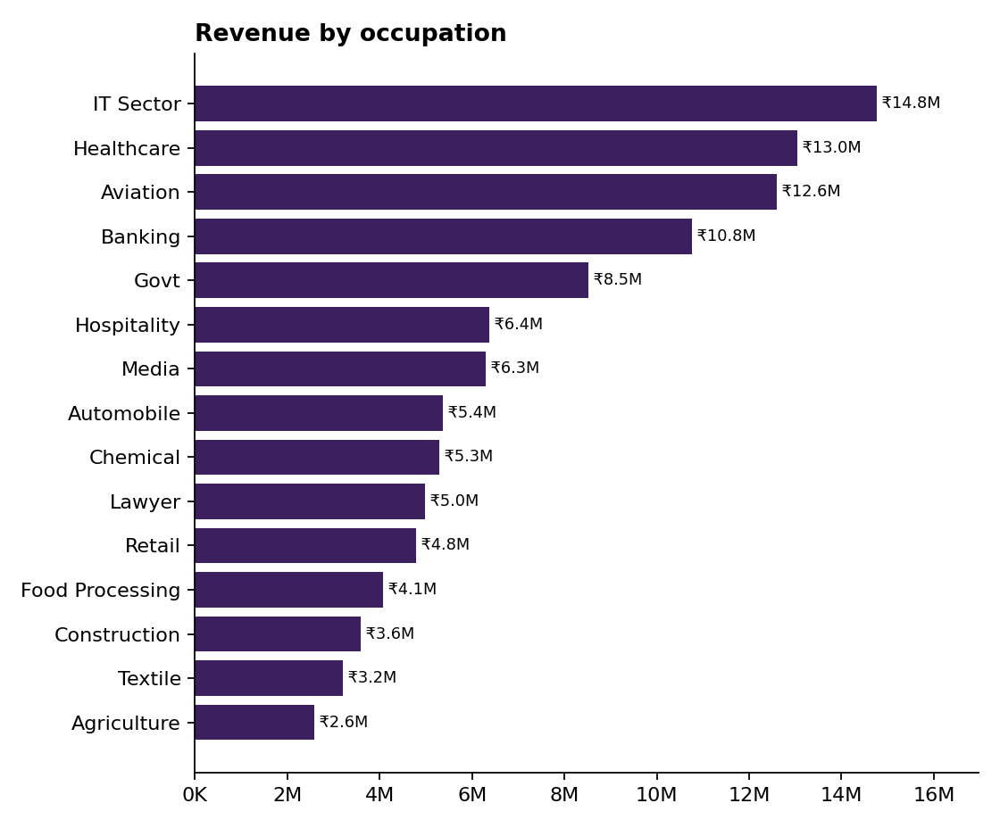 Revenue by occupation
IT Sector ₹14.8M
Healthcare ₹13.0M
Aviation ₹12.6M
Banking ₹10.8M
Govt ₹8.5M
Hospitality ₹6.4M
Media ₹6.3M
Automobile ₹5.4M
Chemical ₹5.3M
Lawyer ₹5.0M
Retail ₹4.8M
Food Processing ₹4.1M
Construction ₹3.6M
Textile ₹3.2M
Agriculture ₹2.6M
0K 2M 4M 6M 8M 10M 12M 14M 16M